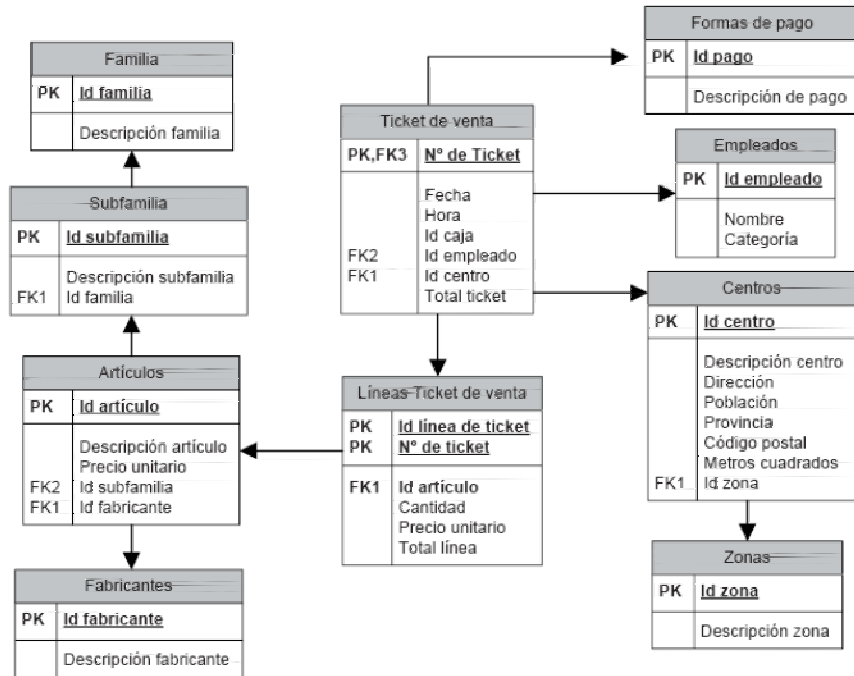 Familia
PK Id familia
Descripción familia
Subfamilia
PK Id subfamilia
Descripción subfamilia
FK1 Id familia
Artículos
PK Id artículo
Descripción artículo
Precio unitario
FK2 Id subfamilia
FK1 Id fabricante
Fabricantes
PK Id fabricante
Descripción fabricante
Ticket de venta
PK,FK3 Nº de Ticket
Fecha
Hora
Id caja
FK2 Id empleado
FK1 Id centro
Total ticket
Líneas Ticket de venta
PK Id línea de ticket
PK Nº de ticket
FK1 Id artículo
Cantidad
Precio unitario
Total línea
Formas de pago
PK Id pago
Descripción de pago
Empleados
PK Id empleado
Nombre
Categoría
Centros
PK Id centro
Descripción centro
Dirección
Población
Provincia
Código postal
Metros cuadrados
FK1 Id zona
Zonas
PK Id zona
Descripción zona